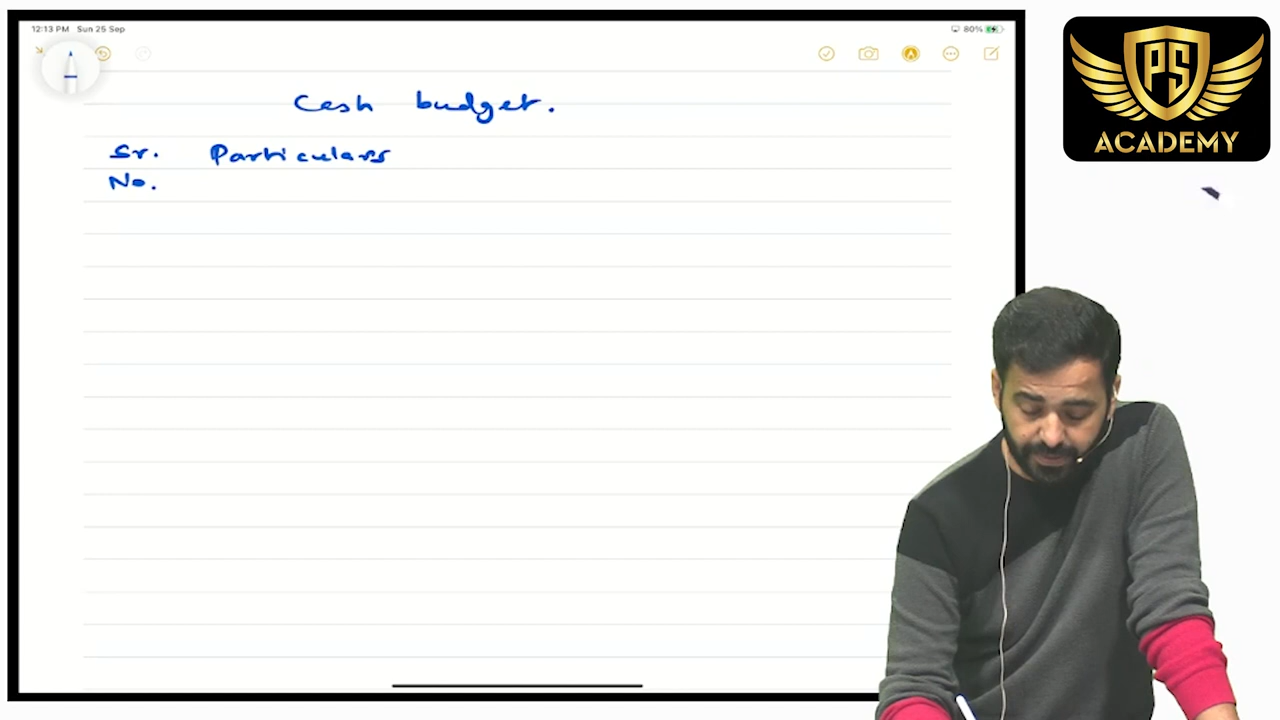 12:13 PM Sun 25 Sep
80%
Cash budget.
Sr. Particulars
No.
PS
ACADEMY